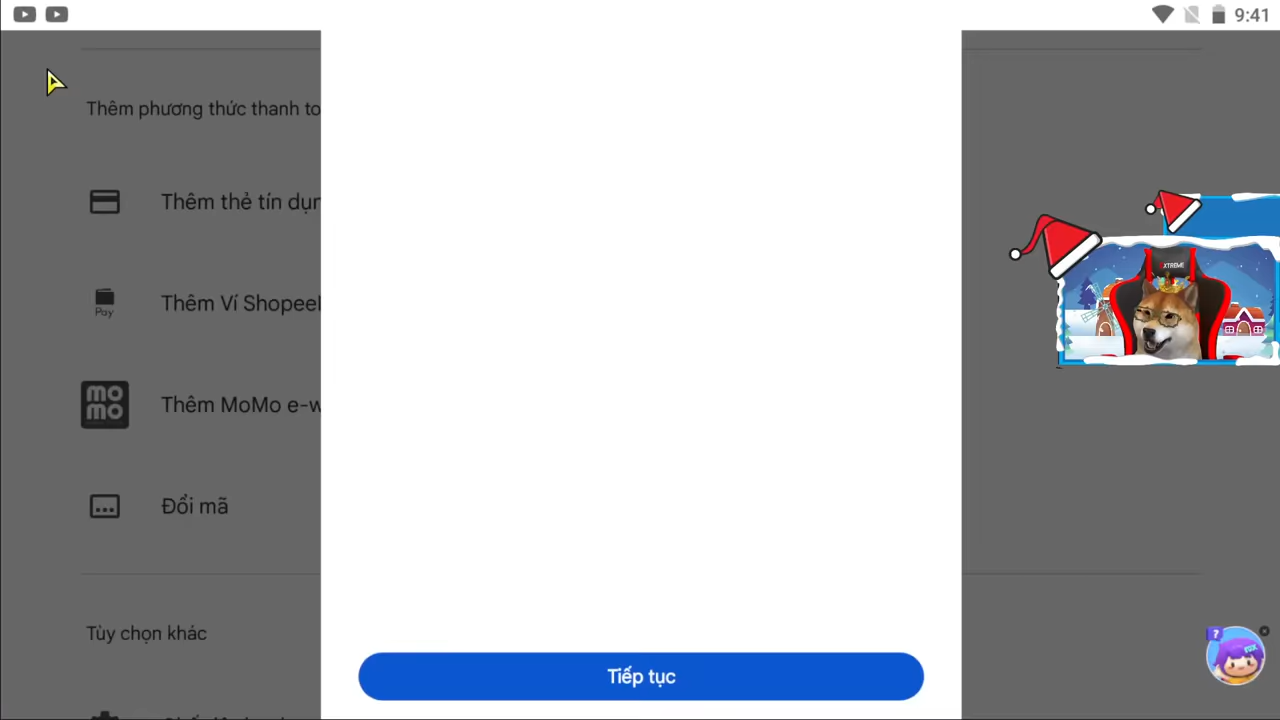 9:41
Thêm phương thức thanh to
Thêm thẻ tín dụn
Thêm Ví Shopee
Pay
Thêm MoMo e-w
mo
mo
Đổi mã
Tùy chọn khác
Tiếp tục
XTREME
?